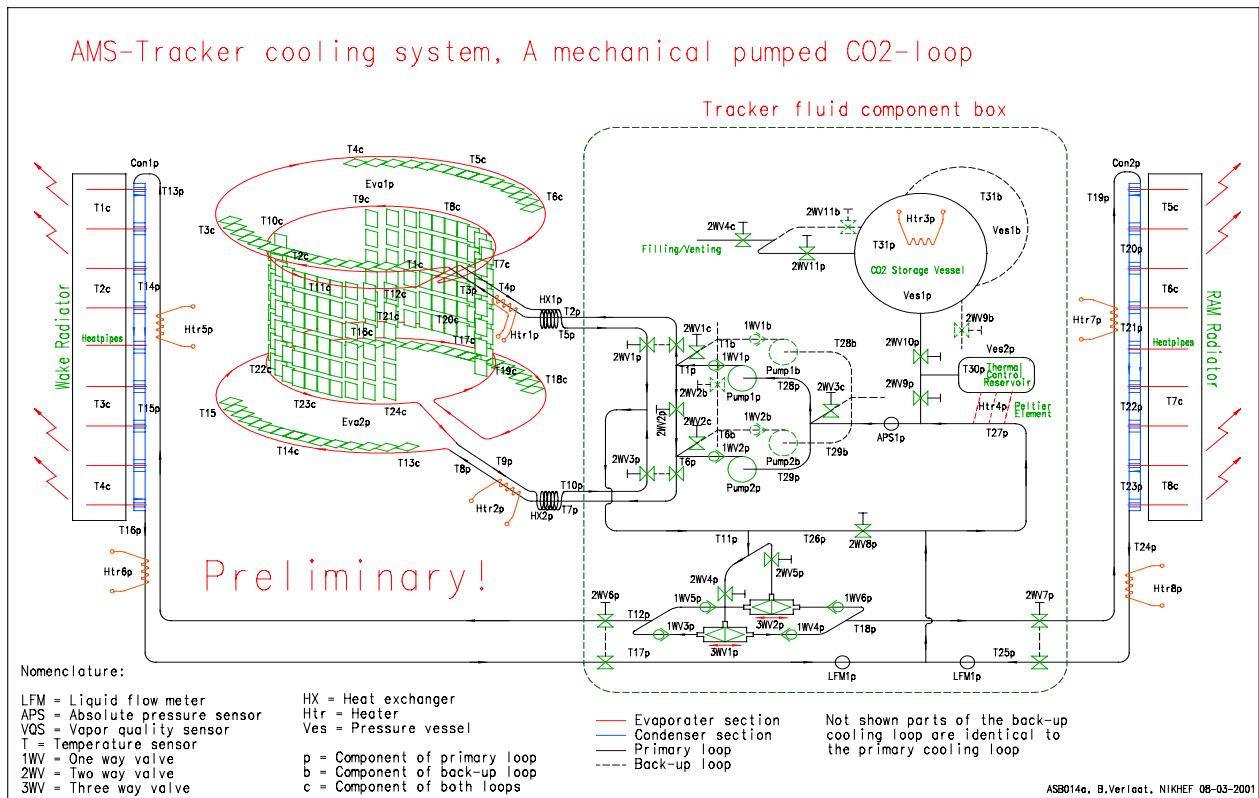 AMS-Tracker cooling system, A mechanical pumped CO2-loop
Tracker fluid component box
Con1p
T13p
Wake Radiator
T1c
T2c
Heatpipes
T3c
T4c
T14p
T15p
T16p
Htr5p
Htr6p
T4c
T5c
T6c
Eva1p
T9c
T8c
T10c
T3c
T2c
T1c
T7c
T11c
T12c
T3p
T4p
T21c
T20c
T16c
T17c
Htr1p
HX1p
T2p
T5p
T22c
T19c
T18c
T23c
T24c
Eva2p
T15
T14c
T13c
T8p
T9p
Htr2p
HX2p
T10p
T7p
2WV4c
2WV11b
Filling/Venting
2WV11p
T31b
Ves1b
Htr3p
T31p
CO2 Storage Vessel
Ves1p
2WV9b
2WV10p
Ves2p
T30p
Thermal
Control
Reservoir
2WV9p
Htr4p
Peltier
Element
T27p
APS1p
2WV1p
2WV1c
T1b
1WV1b
1WV1p
T1p
Pump1b
Pump1p
T28b
T28p
2WV3c
2WV2b
2WV2p
2WV2c
T6b
1WV2b
1WV2p
T6p
Pump2b
Pump2p
T29b
T29p
2WV3p
T11p
T26p
2WV8p
2WV5p
2WV4p
2WV6p
T12p
1WV5p
1WV3p
3WV2p
3WV1p
1WV6p
1WV4p
T18p
T17p
LFM1p
LFM1p
T25p
2WV7p
Con2p
T19p
T20p
T21p
T22p
T23p
T24p
Htr7p
Htr8p
T5c
T6c
Heatpipes
T7c
T8c
RAM Radiator
Preliminary!
Nomenclature:
LFM = Liquid flow meter
APS = Absolute pressure sensor
VQS = Vapor quality sensor
T = Temperature sensor
1WV = One way valve
2WV = Two way valve
3WV = Three way valve
HX = Heat exchanger
Htr = Heater
Ves = Pressure vessel
p = Component of primary loop
b = Component of back-up loop
c = Component of both loops
Evaporater section
Condenser section
Primary loop
Back-up loop
Not shown parts of the back-up
cooling loop are identical to
the primary cooling loop
ASB014a, B.Verlaat, NIKHEF 08-03-2001